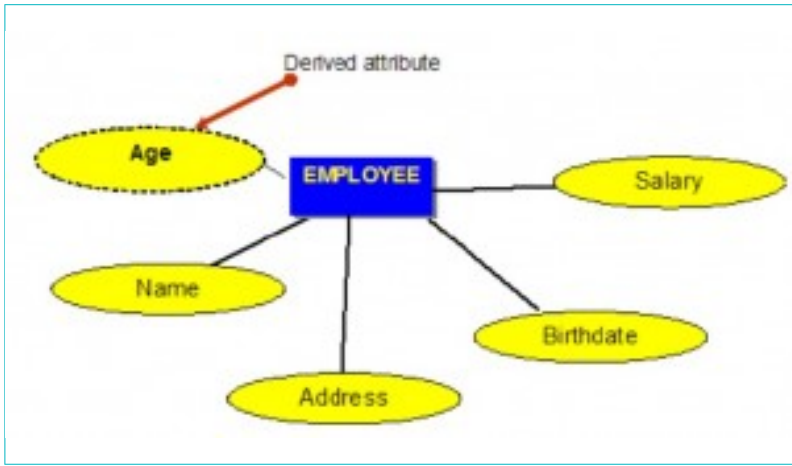 Derived attribute
Age
EMPLOYEE
Salary
Name
Birthdate
Address